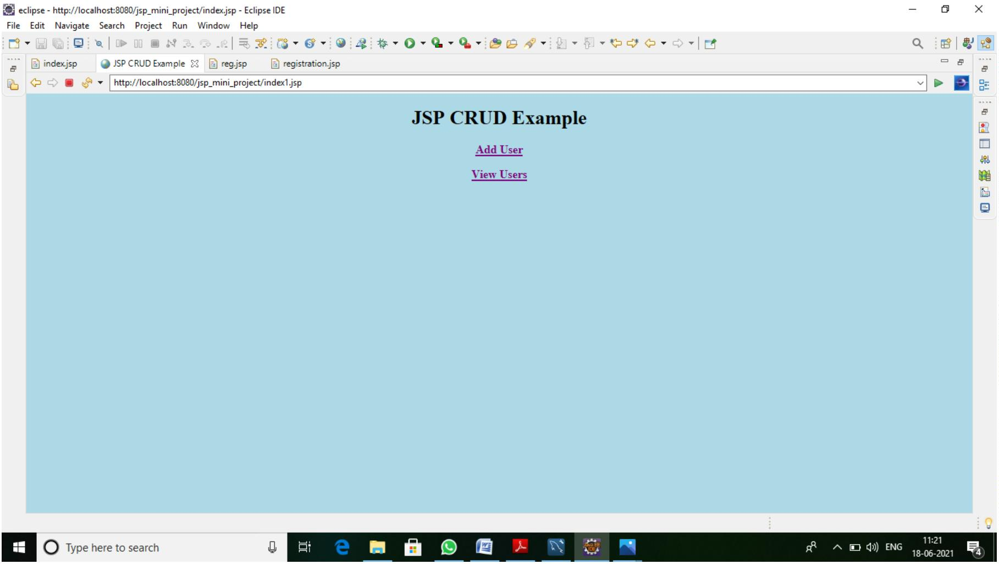 eclipse - http://localhost:8080/jsp_mini_project/index.jsp - Eclipse IDE
File Edit Navigate Search Project Run Window Help
index.jsp JSP CRUD Example reg.jsp registration.jsp
http://localhost:8080/jsp_mini_project/index1.jsp
JSP CRUD Example
Add User
View Users
Type here to search
ENG
11:21
18-06-2021
4